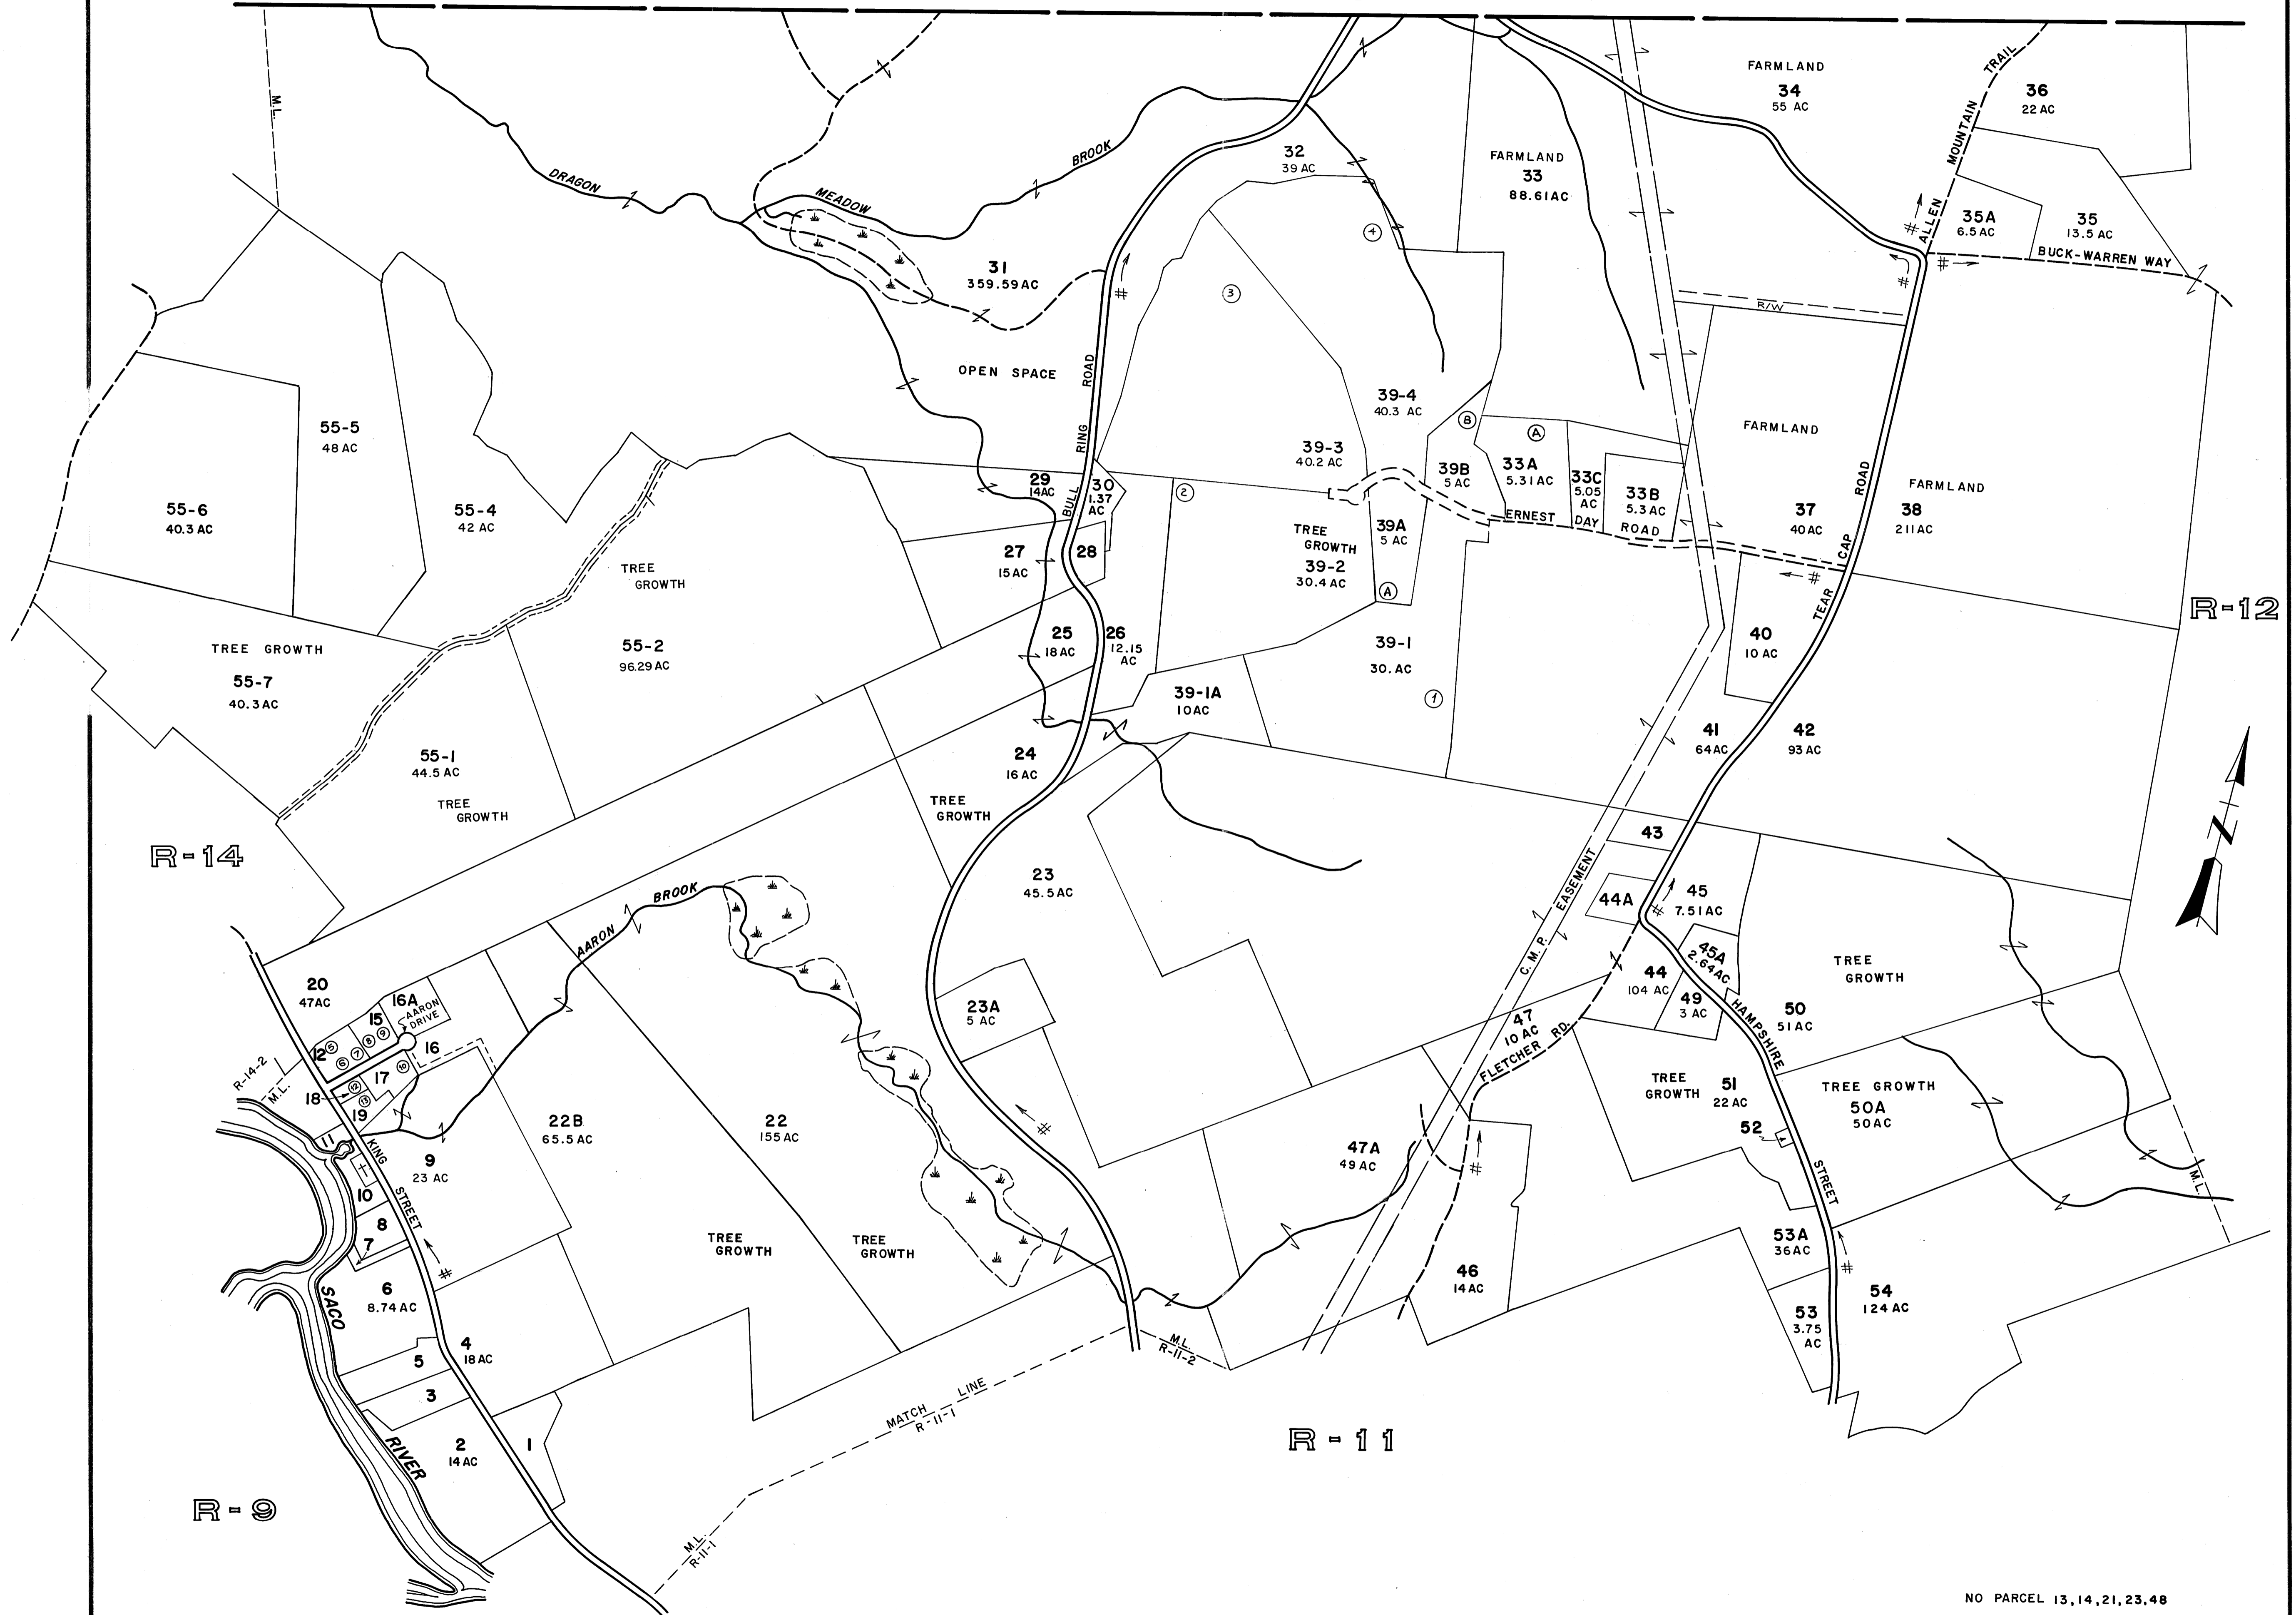 M.L.
DRAGON
MEADOW
BROOK
31
359.59 AC
OPEN SPACE
BULL RING ROAD
32
39 AC
FARMLAND
33
88.61 AC
FARMLAND
34
55 AC
ALLEN MOUNTAIN TRAIL
36
22 AC
35A
6.5 AC
35
13.5 AC
BUCK-WARREN WAY
R/W
4
3
39-4
40.3 AC
39-3
40.2 AC
B
A
39B
5 AC
33A
5.31 AC
33C
5.05
AC
33B
5.3 AC
ERNEST DAY ROAD
FARMLAND
37
40 AC
FARMLAND
38
211 AC
TEAR CAP ROAD
R-12
55-5
48 AC
55-6
40.3 AC
55-4
42 AC
TREE
GROWTH
55-2
96.29 AC
TREE GROWTH
55-7
40.3 AC
55-1
44.5 AC
TREE
GROWTH
29
14 AC
30
1.37
AC
2
27
15 AC
28
25
18 AC
26
12.15
AC
TREE
GROWTH
39-2
30.4 AC
39A
5 AC
A
39-1
30. AC
1
39-1A
10 AC
40
10 AC
41
64 AC
42
93 AC
N
24
16 AC
TREE
GROWTH
R-14
23
45.5 AC
23A
5 AC
43
44A
45
7.51 AC
45A
2.64 AC
C. M. P. EASEMENT
44
104 AC
49
3 AC
TREE
GROWTH
50
51 AC
HAMPSHIRE STREET
47
10 AC
FLETCHER RD.
TREE
GROWTH
51
22 AC
TREE GROWTH
50A
50 AC
52
M.L.
AARON BROOK
20
47 AC
16A
AARON
DRIVE
15
12
5
6
7
8
9
16
17
10
18
12
13
19
11
R-14-2
M.L.
KING STREET
10
9
23 AC
8
7
6
8.74 AC
22B
65.5 AC
22
155 AC
TREE
GROWTH
TREE
GROWTH
47A
49 AC
46
14 AC
53A
36 AC
53
3.75
AC
54
124 AC
SACO RIVER
5
4
18 AC
3
2
14 AC
1
MATCH LINE
R-11-1
M.L.
R-11-2
M.L.
R-11-1
R-11
R-9
NO PARCEL 13,14,21,23,48